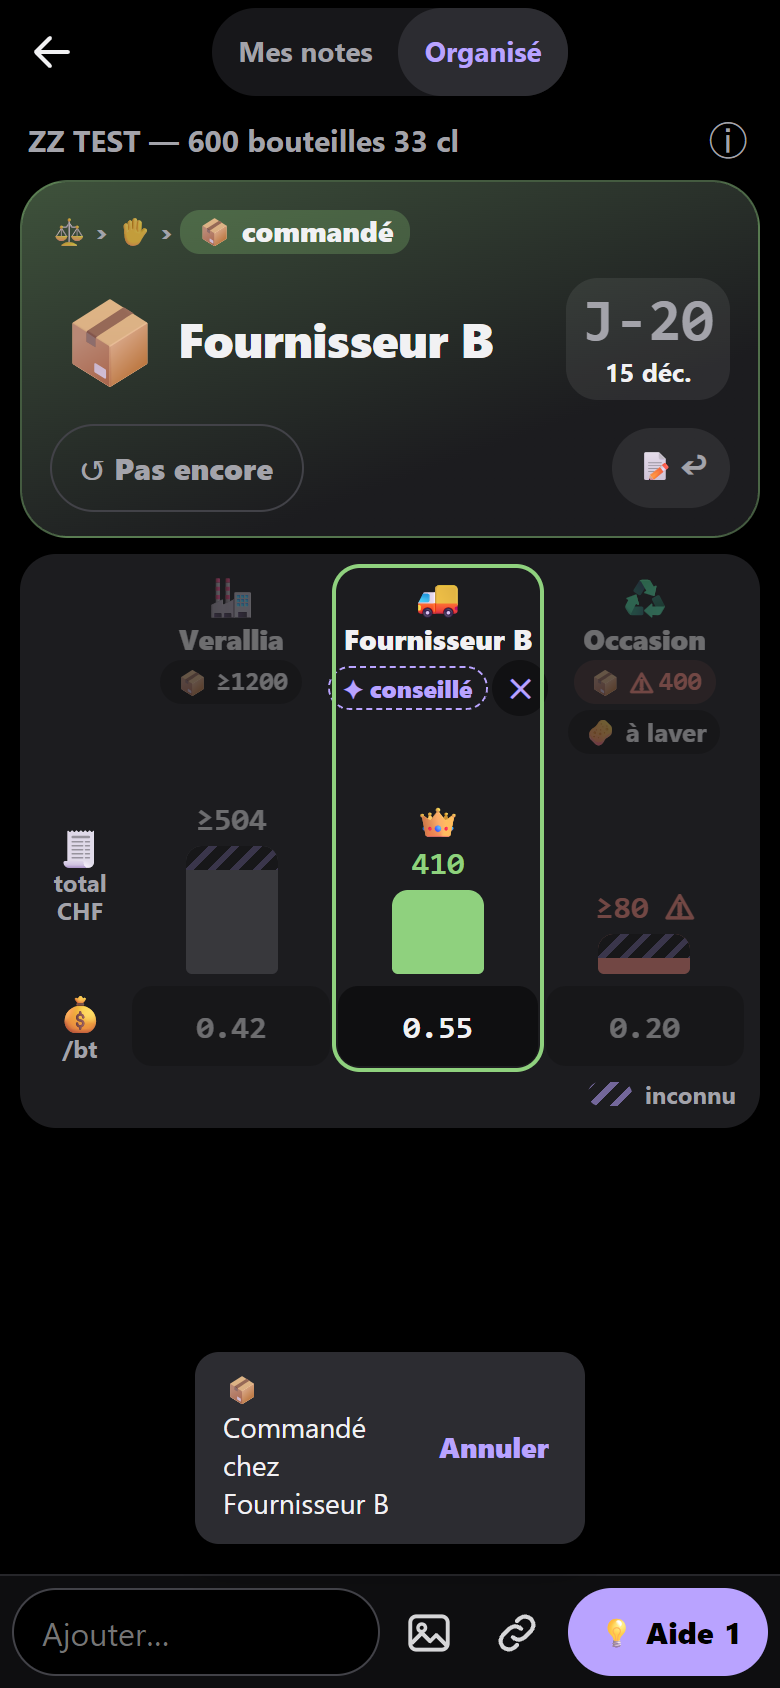 Mes notes Organisé
ZZ TEST — 600 bouteilles 33 cl
› › commandé
Fournisseur B
J-20
15 déc.
↺ Pas encore
Verallia Fournisseur B Occasion
≥1200 conseillé ⚠ 400
à laver
≥504
410
≥80 ⚠
total
CHF
/bt
0.42 0.55 0.20
inconnu
Commandé
chez
Fournisseur B
Annuler
Ajouter...
Aide 1